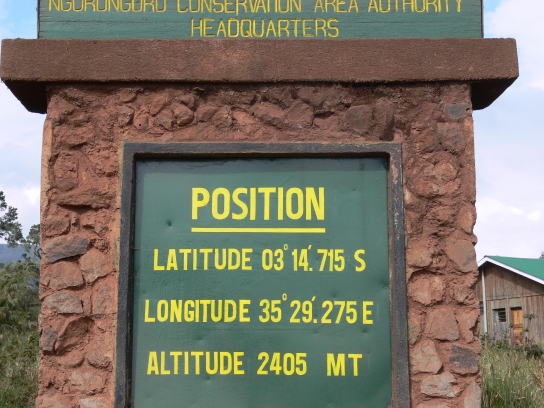 NGORONGORO CONSERVATION AREA AUTHORITY
HEADQUARTERS
POSITION
LATITUDE 03° 14.' 715 S
LONGITUDE 35° 29.' 275 E
ALTITUDE 2405 MT